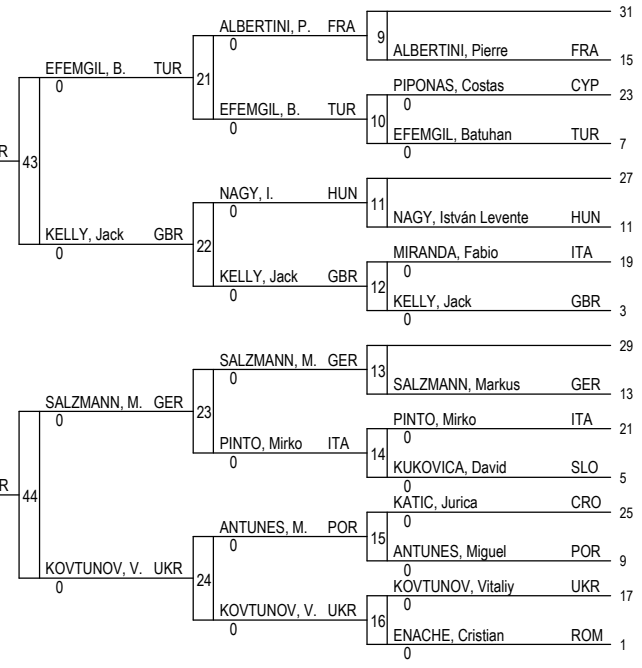 31
ALBERTINI, P. FRA
9
0
ALBERTINI, Pierre FRA
15
EFEMGIL, B. TUR
21
0
PIPONAS, Costas CYP
23
0
EFEMGIL, B. TUR
10
0
EFEMGIL, Batuhan TUR
7
0
R
43
27
NAGY, I. HUN
11
0
NAGY, István Levente HUN
11
KELLY, Jack GBR
22
0
MIRANDA, Fabio ITA
19
0
KELLY, Jack GBR
12
0
KELLY, Jack GBR
3
0
29
SALZMANN, M. GER
13
0
SALZMANN, Markus GER
13
SALZMANN, M. GER
23
0
PINTO, Mirko ITA
21
0
PINTO, Mirko ITA
14
0
KUKOVICA, David SLO
5
0
R
44
KATIC, Jurica CRO
25
0
ANTUNES, M. POR
15
0
ANTUNES, Miguel POR
9
0
KOVTUNOV, V. UKR
24
0
KOVTUNOV, Vitaliy UKR
17
0
KOVTUNOV, V. UKR
16
0
ENACHE, Cristian ROM
1
0